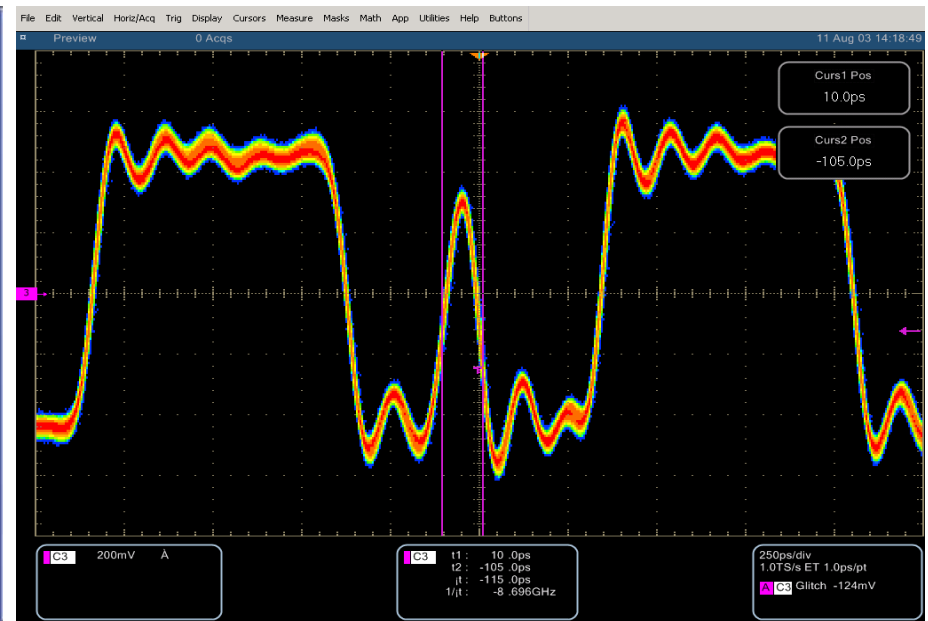 File Edit Vertical Horiz/Acq Trig Display Cursors Measure Masks Math App Utilities Help Buttons
Preview 0 Acqs 11 Aug 03 14:18:49
Curs1 Pos
10.0ps
Curs2 Pos
-105.0ps
3
C3 200mV À
C3 t1 : 10 .0ps
t2 : -105 .0ps
¡t : -115 .0ps
1/¡t : -8 .696GHz
250ps/div
1.0TS/s ET 1.0ps/pt
A C3 Glitch -124mV